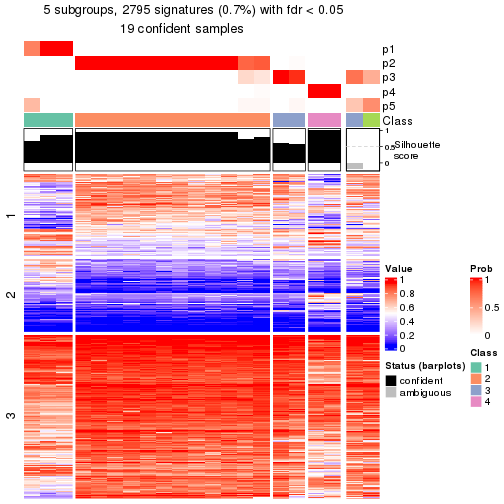 5 subgroups, 2795 signatures (0.7%) with fdr < 0.05
19 confident samples
p1
p2
p3
p4
p5
Class
1
0.5
0
Silhouette
score
1
2
3
Value
1
0.8
0.6
0.4
0.2
0
Prob
1
0.5
0
Status (barplots)
confident
ambiguous
Class
1
2
3
4